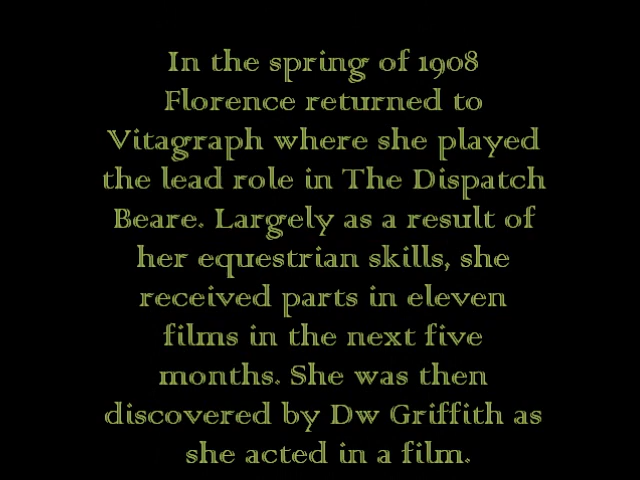 In the spring of 1908
Florence returned to
Vitagraph where she played
the lead role in The Dispatch
Beare. Largely as a result of
her equestrian skills, she
received parts in eleven
films in the next five
months. She was then
discovered by Dw Griffith as
she acted in a film.